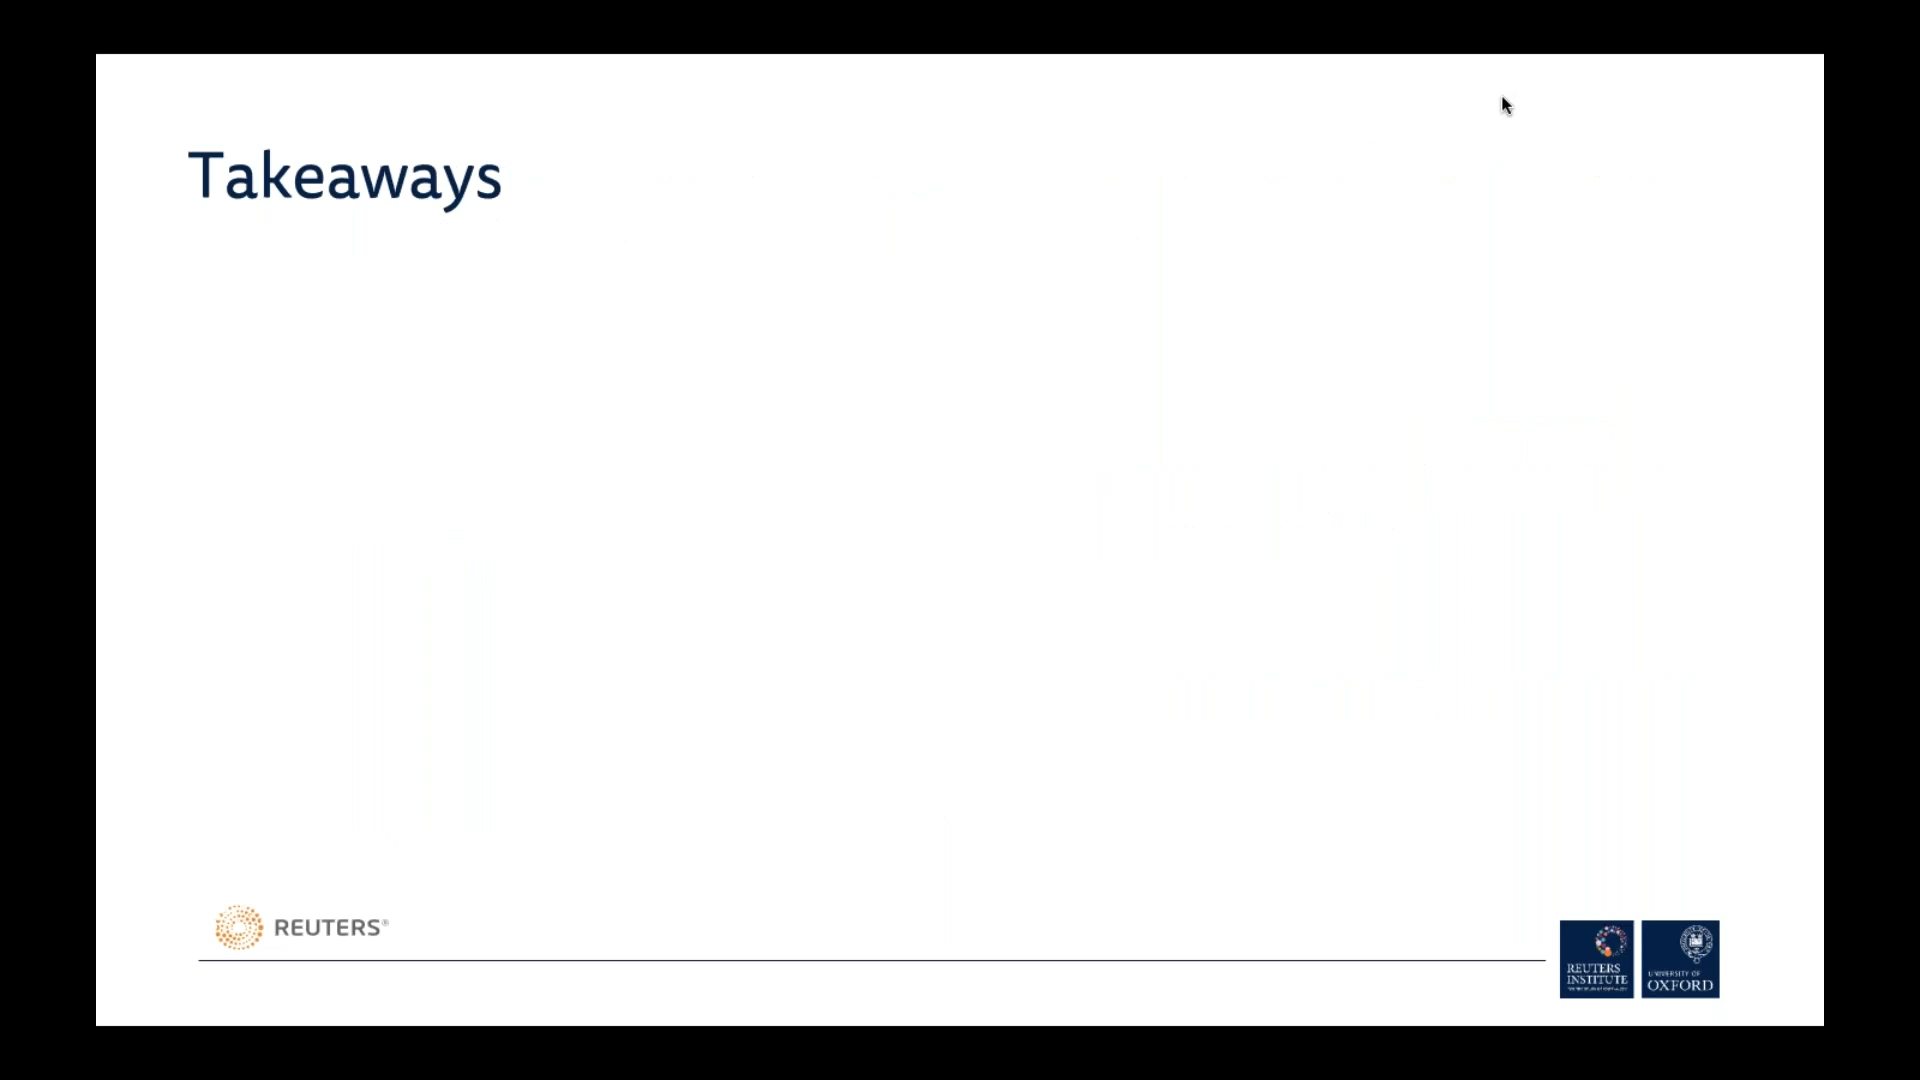 Takeaways
REUTERS®
REUTERS
INSTITUTE
UNIVERSITY OF
OXFORD